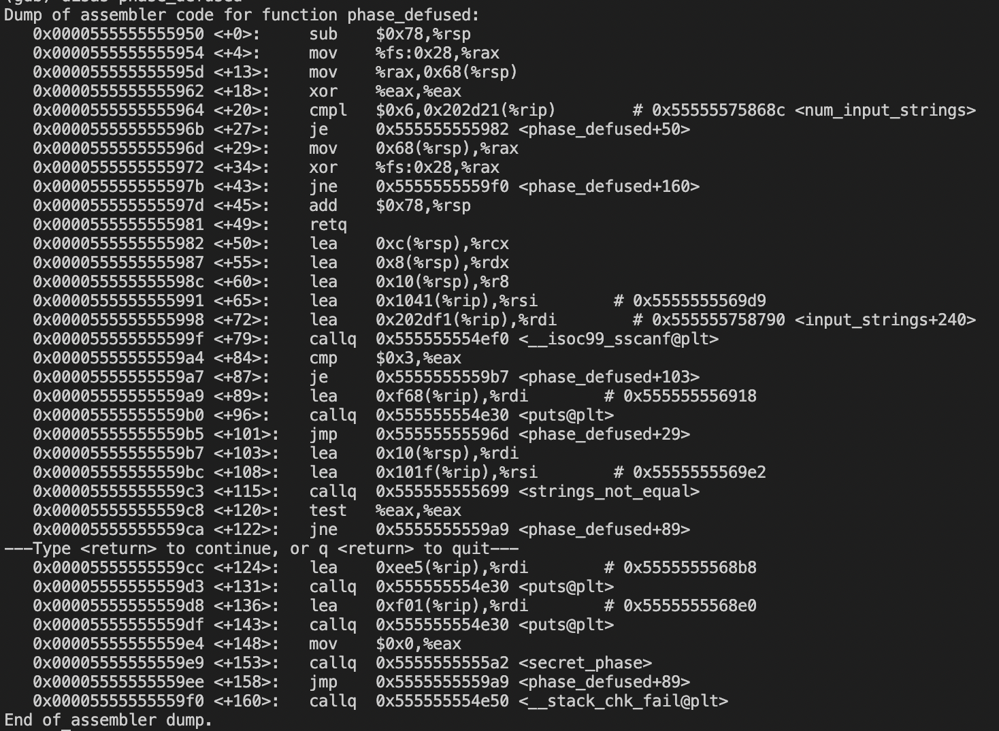 (gdb) disas phase_defused
Dump of assembler code for function phase_defused:
   0x0000555555555950 <+0>:     sub    $0x78,%rsp
   0x0000555555555954 <+4>:     mov    %fs:0x28,%rax
   0x000055555555595d <+13>:    mov    %rax,0x68(%rsp)
   0x0000555555555962 <+18>:    xor    %eax,%eax
   0x0000555555555964 <+20>:    cmpl   $0x6,0x202d21(%rip)        # 0x55555575868c <num_input_strings>
   0x000055555555596b <+27>:    je     0x555555555982 <phase_defused+50>
   0x000055555555596d <+29>:    mov    0x68(%rsp),%rax
   0x0000555555555972 <+34>:    xor    %fs:0x28,%rax
   0x000055555555597b <+43>:    jne    0x5555555559f0 <phase_defused+160>
   0x000055555555597d <+45>:    add    $0x78,%rsp
   0x0000555555555981 <+49>:    retq
   0x0000555555555982 <+50>:    lea    0xc(%rsp),%rcx
   0x0000555555555987 <+55>:    lea    0x8(%rsp),%rdx
   0x000055555555598c <+60>:    lea    0x10(%rsp),%r8
   0x0000555555555991 <+65>:    lea    0x1041(%rip),%rsi        # 0x5555555569d9
   0x0000555555555998 <+72>:    lea    0x202df1(%rip),%rdi        # 0x555555758790 <input_strings+240>
   0x000055555555599f <+79>:    callq  0x555555554ef0 <__isoc99_sscanf@plt>
   0x00005555555559a4 <+84>:    cmp    $0x3,%eax
   0x00005555555559a7 <+87>:    je     0x5555555559b7 <phase_defused+103>
   0x00005555555559a9 <+89>:    lea    0xf68(%rip),%rdi        # 0x555555556918
   0x00005555555559b0 <+96>:    callq  0x555555554e30 <puts@plt>
   0x00005555555559b5 <+101>:   jmp    0x55555555596d <phase_defused+29>
   0x00005555555559b7 <+103>:   lea    0x10(%rsp),%rdi
   0x00005555555559bc <+108>:   lea    0x101f(%rip),%rsi        # 0x5555555569e2
   0x00005555555559c3 <+115>:   callq  0x555555555699 <strings_not_equal>
   0x00005555555559c8 <+120>:   test   %eax,%eax
   0x00005555555559ca <+122>:   jne    0x5555555559a9 <phase_defused+89>
---Type <return> to continue, or q <return> to quit---
   0x00005555555559cc <+124>:   lea    0xee5(%rip),%rdi        # 0x5555555568b8
   0x00005555555559d3 <+131>:   callq  0x555555554e30 <puts@plt>
   0x00005555555559d8 <+136>:   lea    0xf01(%rip),%rdi        # 0x5555555568e0
   0x00005555555559df <+143>:   callq  0x555555554e30 <puts@plt>
   0x00005555555559e4 <+148>:   mov    $0x0,%eax
   0x00005555555559e9 <+153>:   callq  0x5555555555a2 <secret_phase>
   0x00005555555559ee <+158>:   jmp    0x5555555559a9 <phase_defused+89>
   0x00005555555559f0 <+160>:   callq  0x555555554e50 <__stack_chk_fail@plt>
End of assembler dump.